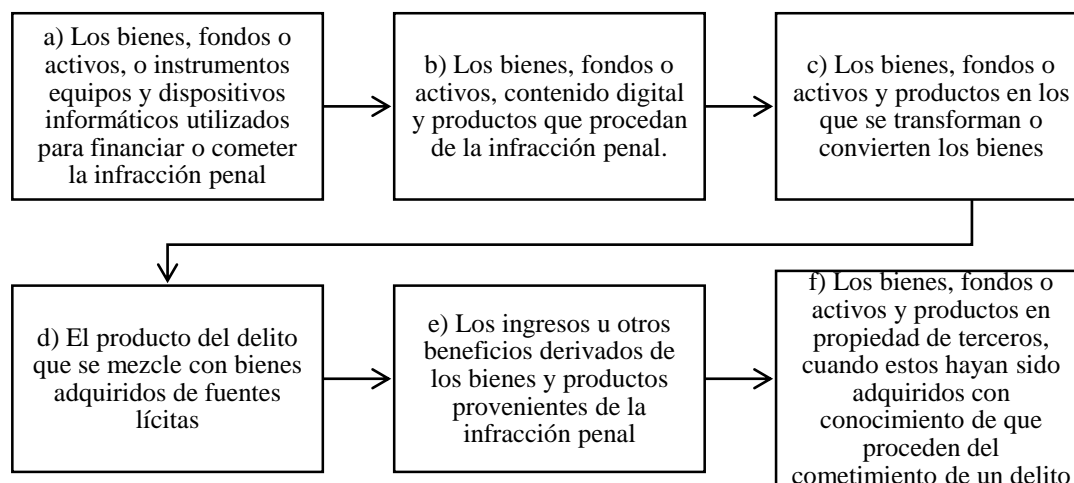 a) Los bienes, fondos o
activos, o instrumentos
equipos y dispositivos
informáticos utilizados
para financiar o cometer
la infracción penal
b) Los bienes, fondos o
activos, contenido digital
y productos que procedan
de la infracción penal.
c) Los bienes, fondos o
activos y productos en los
que se transforman o
convierten los bienes
d) El producto del delito
que se mezcle con bienes
adquiridos de fuentes
lícitas
e) Los ingresos u otros
beneficios derivados de
los bienes y productos
provenientes de la
infracción penal
f) Los bienes, fondos o
activos y productos en
propiedad de terceros,
cuando estos hayan sido
adquiridos con
conocimiento de que
proceden del
cometimiento de un delito